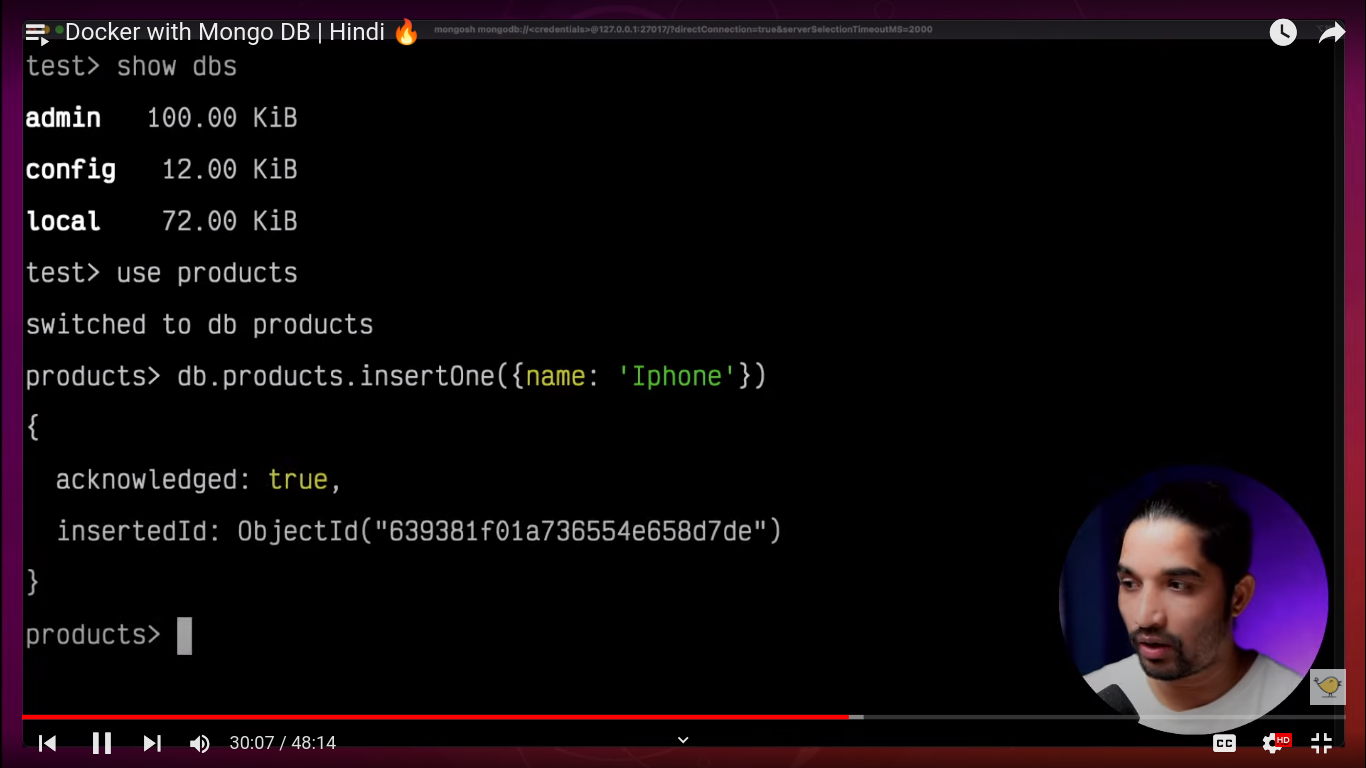 Docker with Mongo DB | Hindi 🔥
mongosh mongodb://<credentials>@127.0.0.1:27017/?directConnection=true&serverSelectionTimeoutMS=2000
test> show dbs
admin   100.00 KiB
config   12.00 KiB
local    72.00 KiB
test> use products
switched to db products
products> db.products.insertOne({name: 'Iphone'})
{
  acknowledged: true,
  insertedId: ObjectId("639381f01a736554e658d7de")
}
products>
30:07 / 48:14
CC
HD